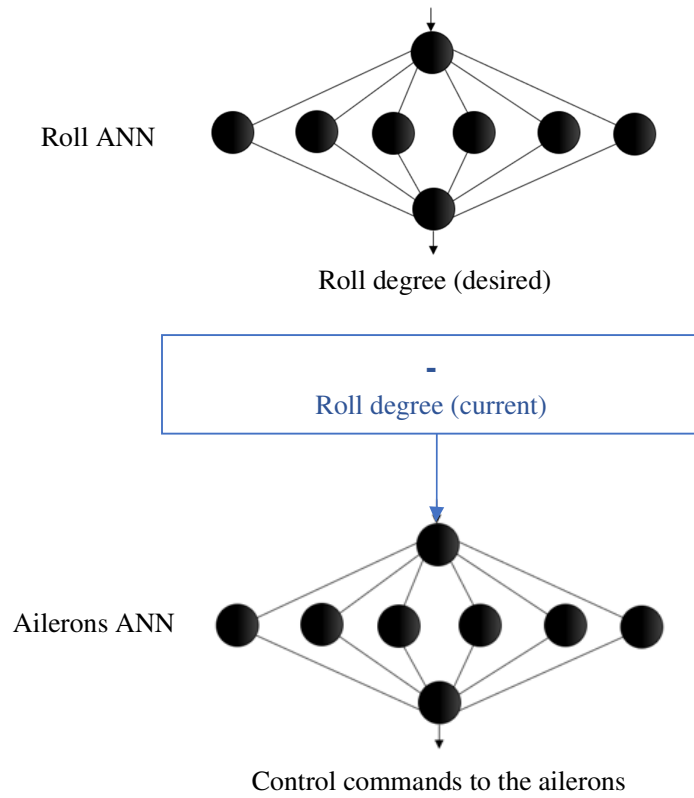 Roll ANN
Roll degree (desired)
-
Roll degree (current)
Ailerons ANN
Control commands to the ailerons